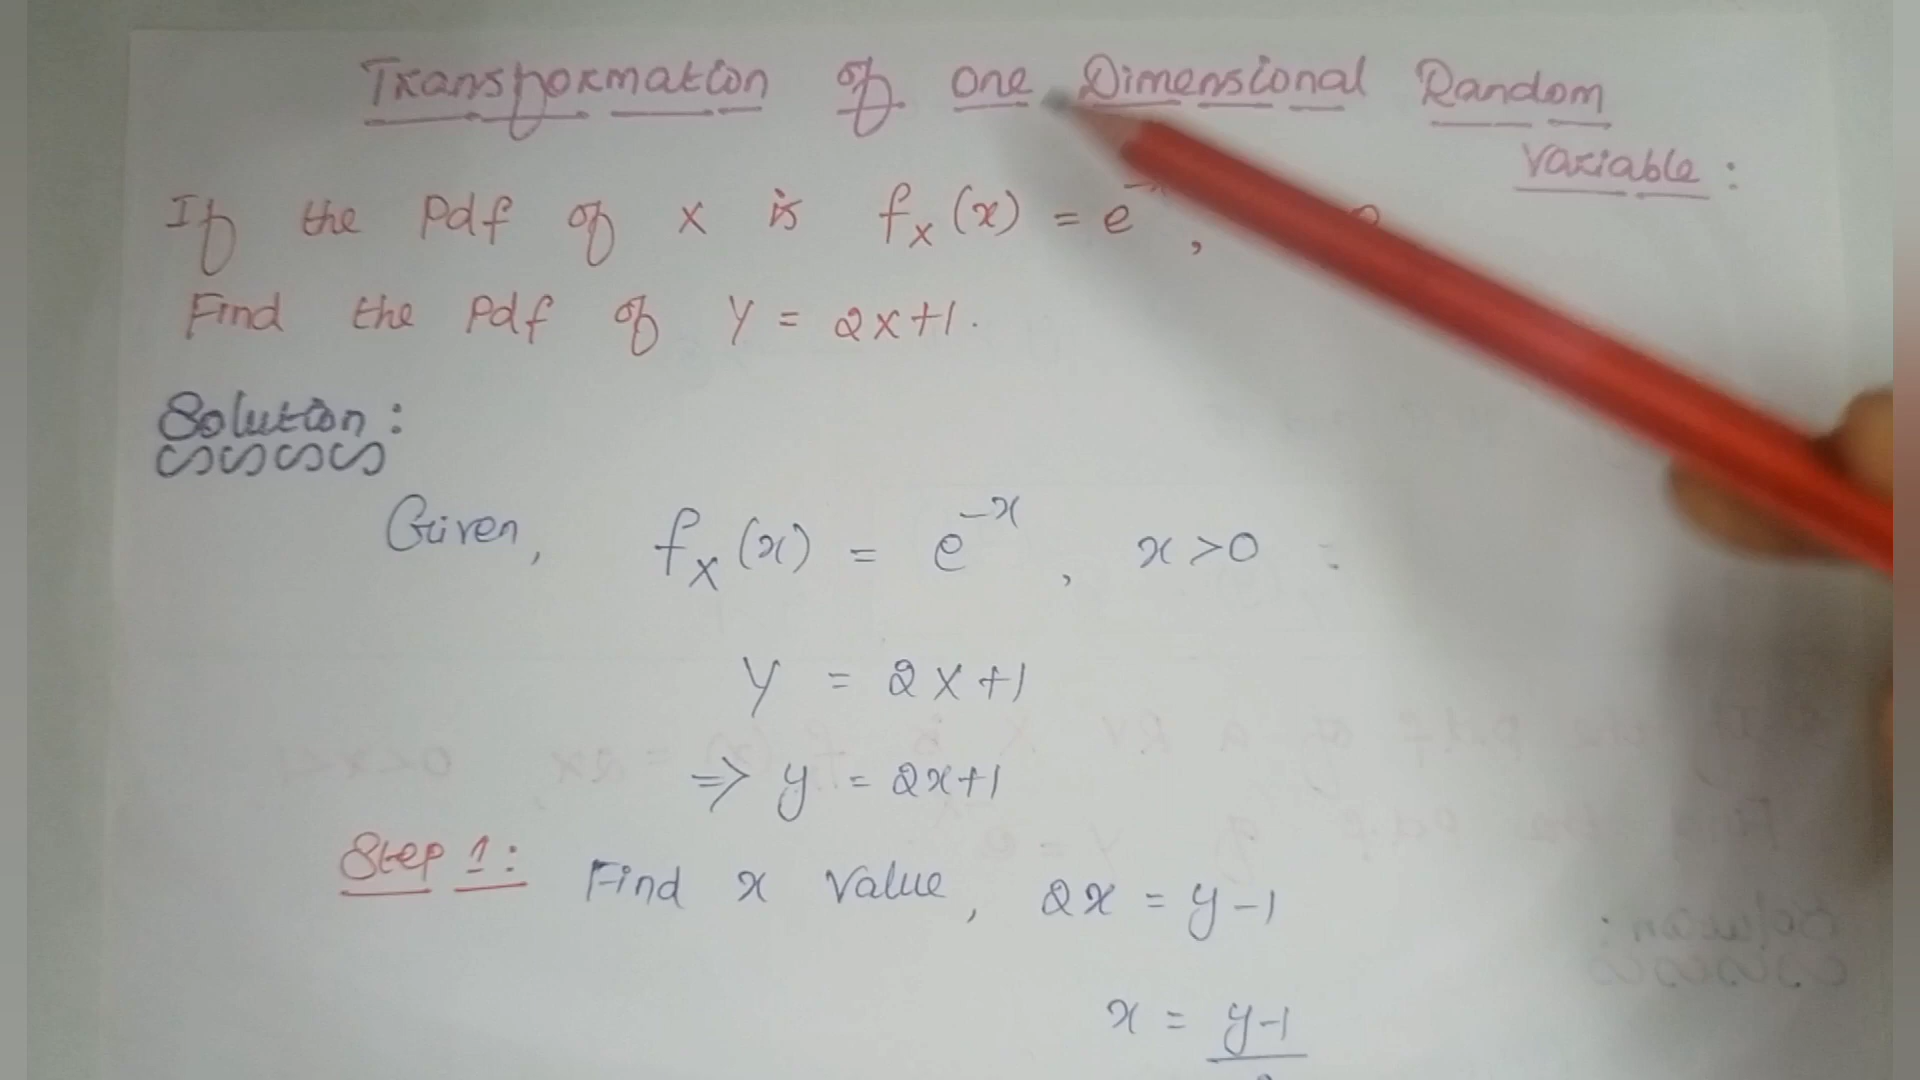 Transformation of one Dimensional Random
Variable :
If the Pdf of X is fX(x) = e^-x,
Find the Pdf of Y = 2X+1.
Solution :
Given, fX(x) = e^-x, x>0
Y = 2X+1
⇒ y = 2x+1
Step 1 : Find x value, 2x = y-1
x = y-1